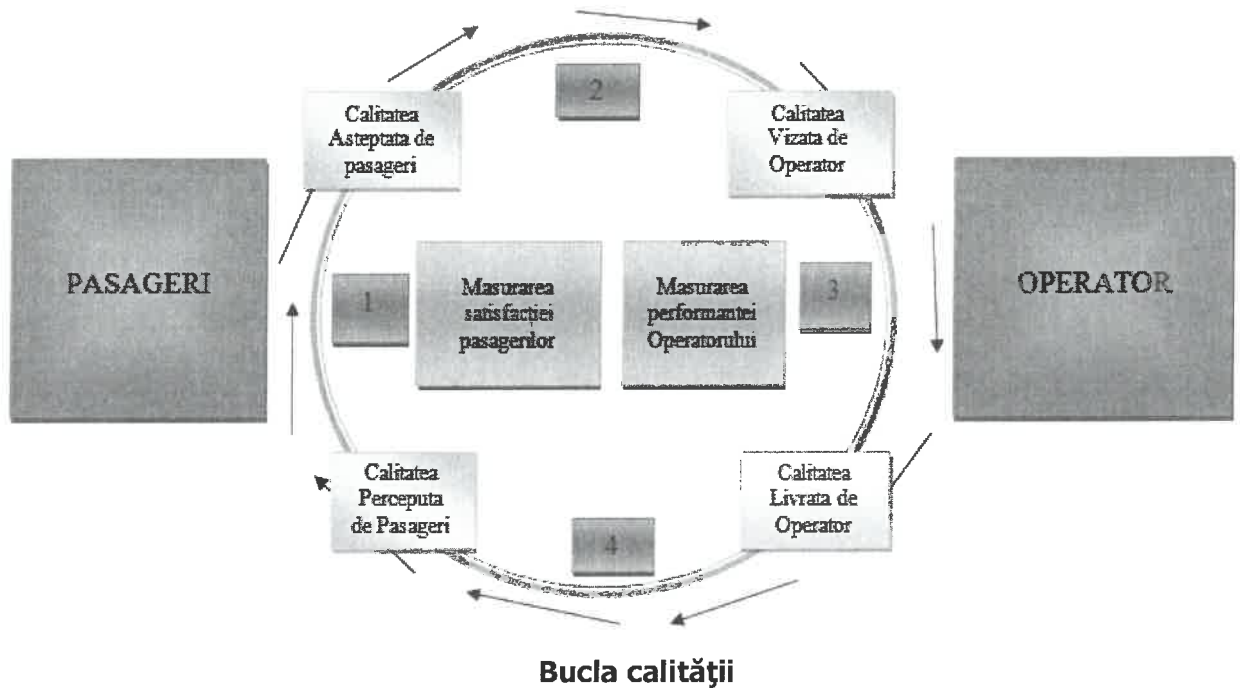 2
Calitatea
Asteptata de
pasageri
Calitatea
Vizata de
Operator
PASAGERI
1
Masurarea
satisfacției
pasagerilor
Masurarea
performantei
Operatorului
3
OPERATOR
Calitatea
Perceputa
de Pasageri
Calitatea
Livrata de
Operator
4
Bucla calităţii